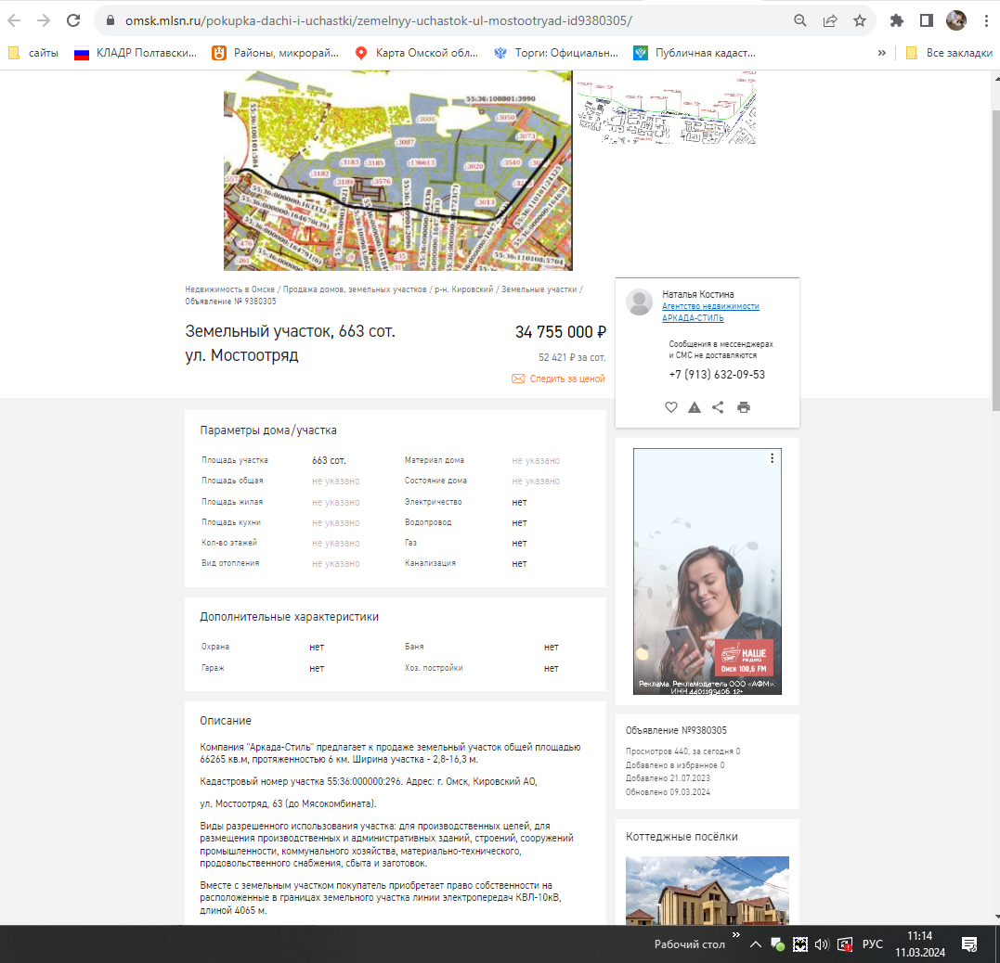 omsk.mlsn.ru/pokupka-dachi-i-uchastki/zemelnyy-uchastok-ul-mostootryad-id9380305/
сайты
КЛАДР Полтавски...
Районы, микрорай...
Карта Омской обл...
Торги: Официальн...
Публичная кадаст...
»
Все закладки
55:36:100801:3990
:3087
:3183
:3185
:136613
:3020
:3540
:3182
:3189
:3576
:3013
:3073
55:36:110108:5704
Недвижимость в Омске / Продажа домов, земельных участков / р-н. Кировский / Земельные участки /
Объявление № 9380305
Земельный участок, 663 сот.
ул. Мостоотряд
34 755 000 ₽
52 421 ₽ за сот.
Следить за ценой
Наталья Костина
Агентство недвижимости
АРКАДА-СТИЛЬ
Сообщения в мессенджерах
и СМС не доставляются
+7 (913) 632-09-53
Параметры дома/участка
Площадь участка 663 сот. Материал дома не указано
Площадь общая не указано Состояние дома не указано
Площадь жилая не указано Электричество нет
Площадь кухни не указано Водопровод нет
Кол-во этажей не указано Газ нет
Вид отопления не указано Канализация нет
Дополнительные характеристики
Охрана нет Баня нет
Гараж нет Хоз. постройки нет
НАШЕ
РАДИО
Омск 100,6 FM
Реклама. Рекламодатель ООО «АФМ».
ИНН 4401193406. 12+
Описание
Компания "Аркада-Стиль" предлагает к продаже земельный участок общей площадью
66265 кв.м, протяженностью 6 км. Ширина участка - 2,8-16,3 м.
Кадастровый номер участка 55:36:000000:296. Адрес: г. Омск, Кировский АО,
ул. Мостоотряд, 63 (до Мясокомбината).
Виды разрешенного использования участка: для производственных целей, для
размещения производственных и административных зданий, строений, сооружений
промышленности, коммунального хозяйства, материально-технического,
продовольственного снабжения, сбыта и заготовок.
Вместе с земельным участком покупатель приобретает право собственности на
расположенные в границах земельного участка линии электропередач КВЛ-10кВ,
длиной 4065 м.
Объявление №9380305
Просмотров 440, за сегодня 0
Добавлено в избранное 0
Добавлено 21.07.2023
Обновлено 09.03.2024
Коттеджные посёлки
Рабочий стол
»
РУС
11:14
11.03.2024